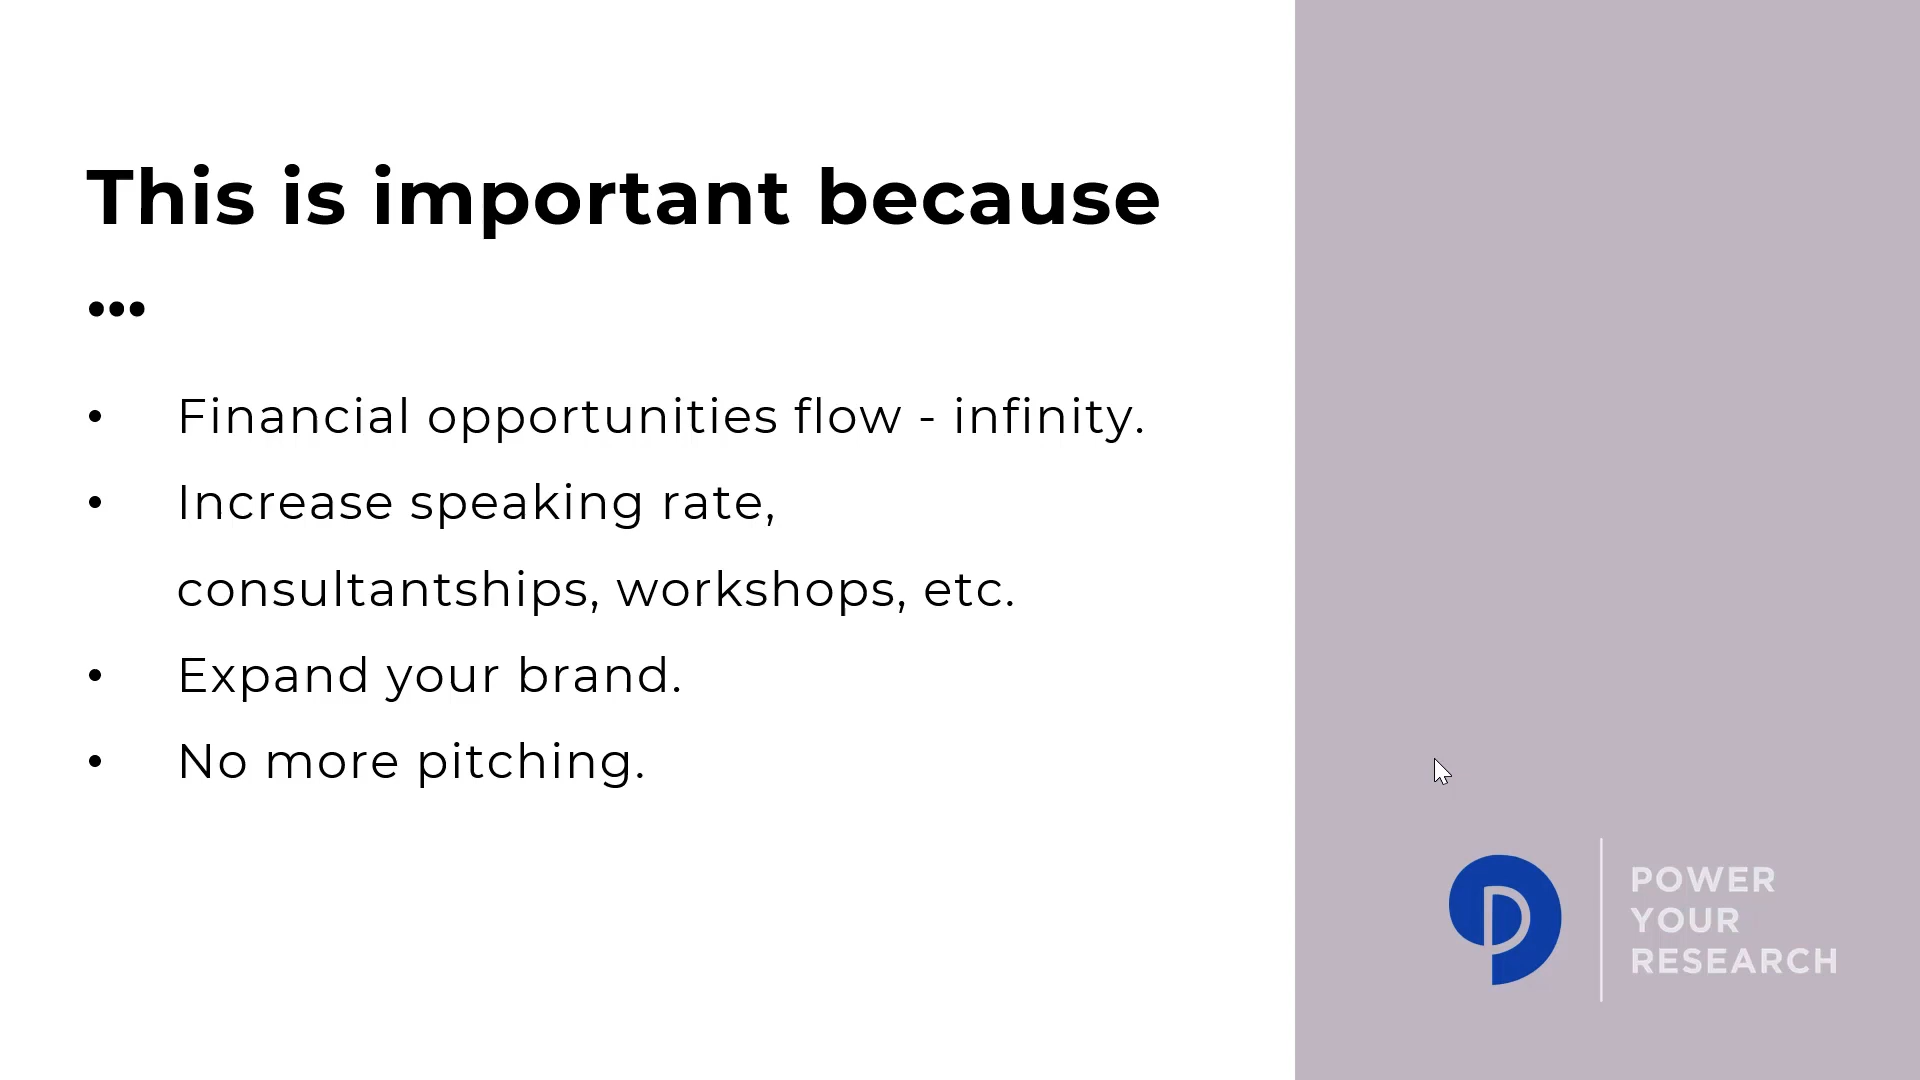 This is important because
...
• Financial opportunities flow - infinity.
• Increase speaking rate,
consultantships, workshops, etc.
• Expand your brand.
• No more pitching.
POWER
YOUR
RESEARCH